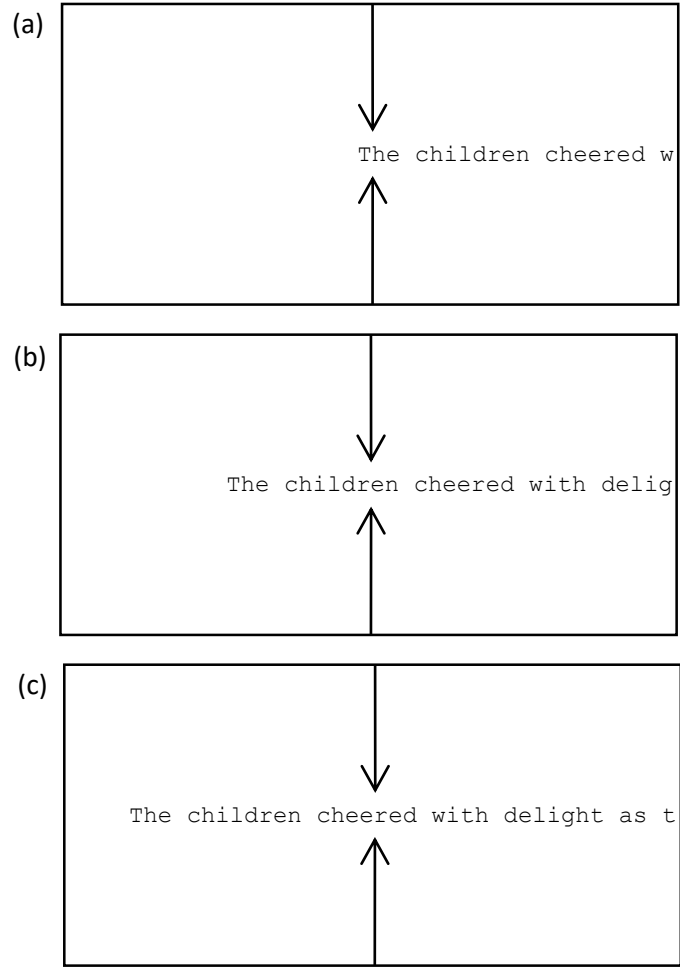 (a)
The children cheered w
(b)
The children cheered with delig
(c)
The children cheered with delight as t